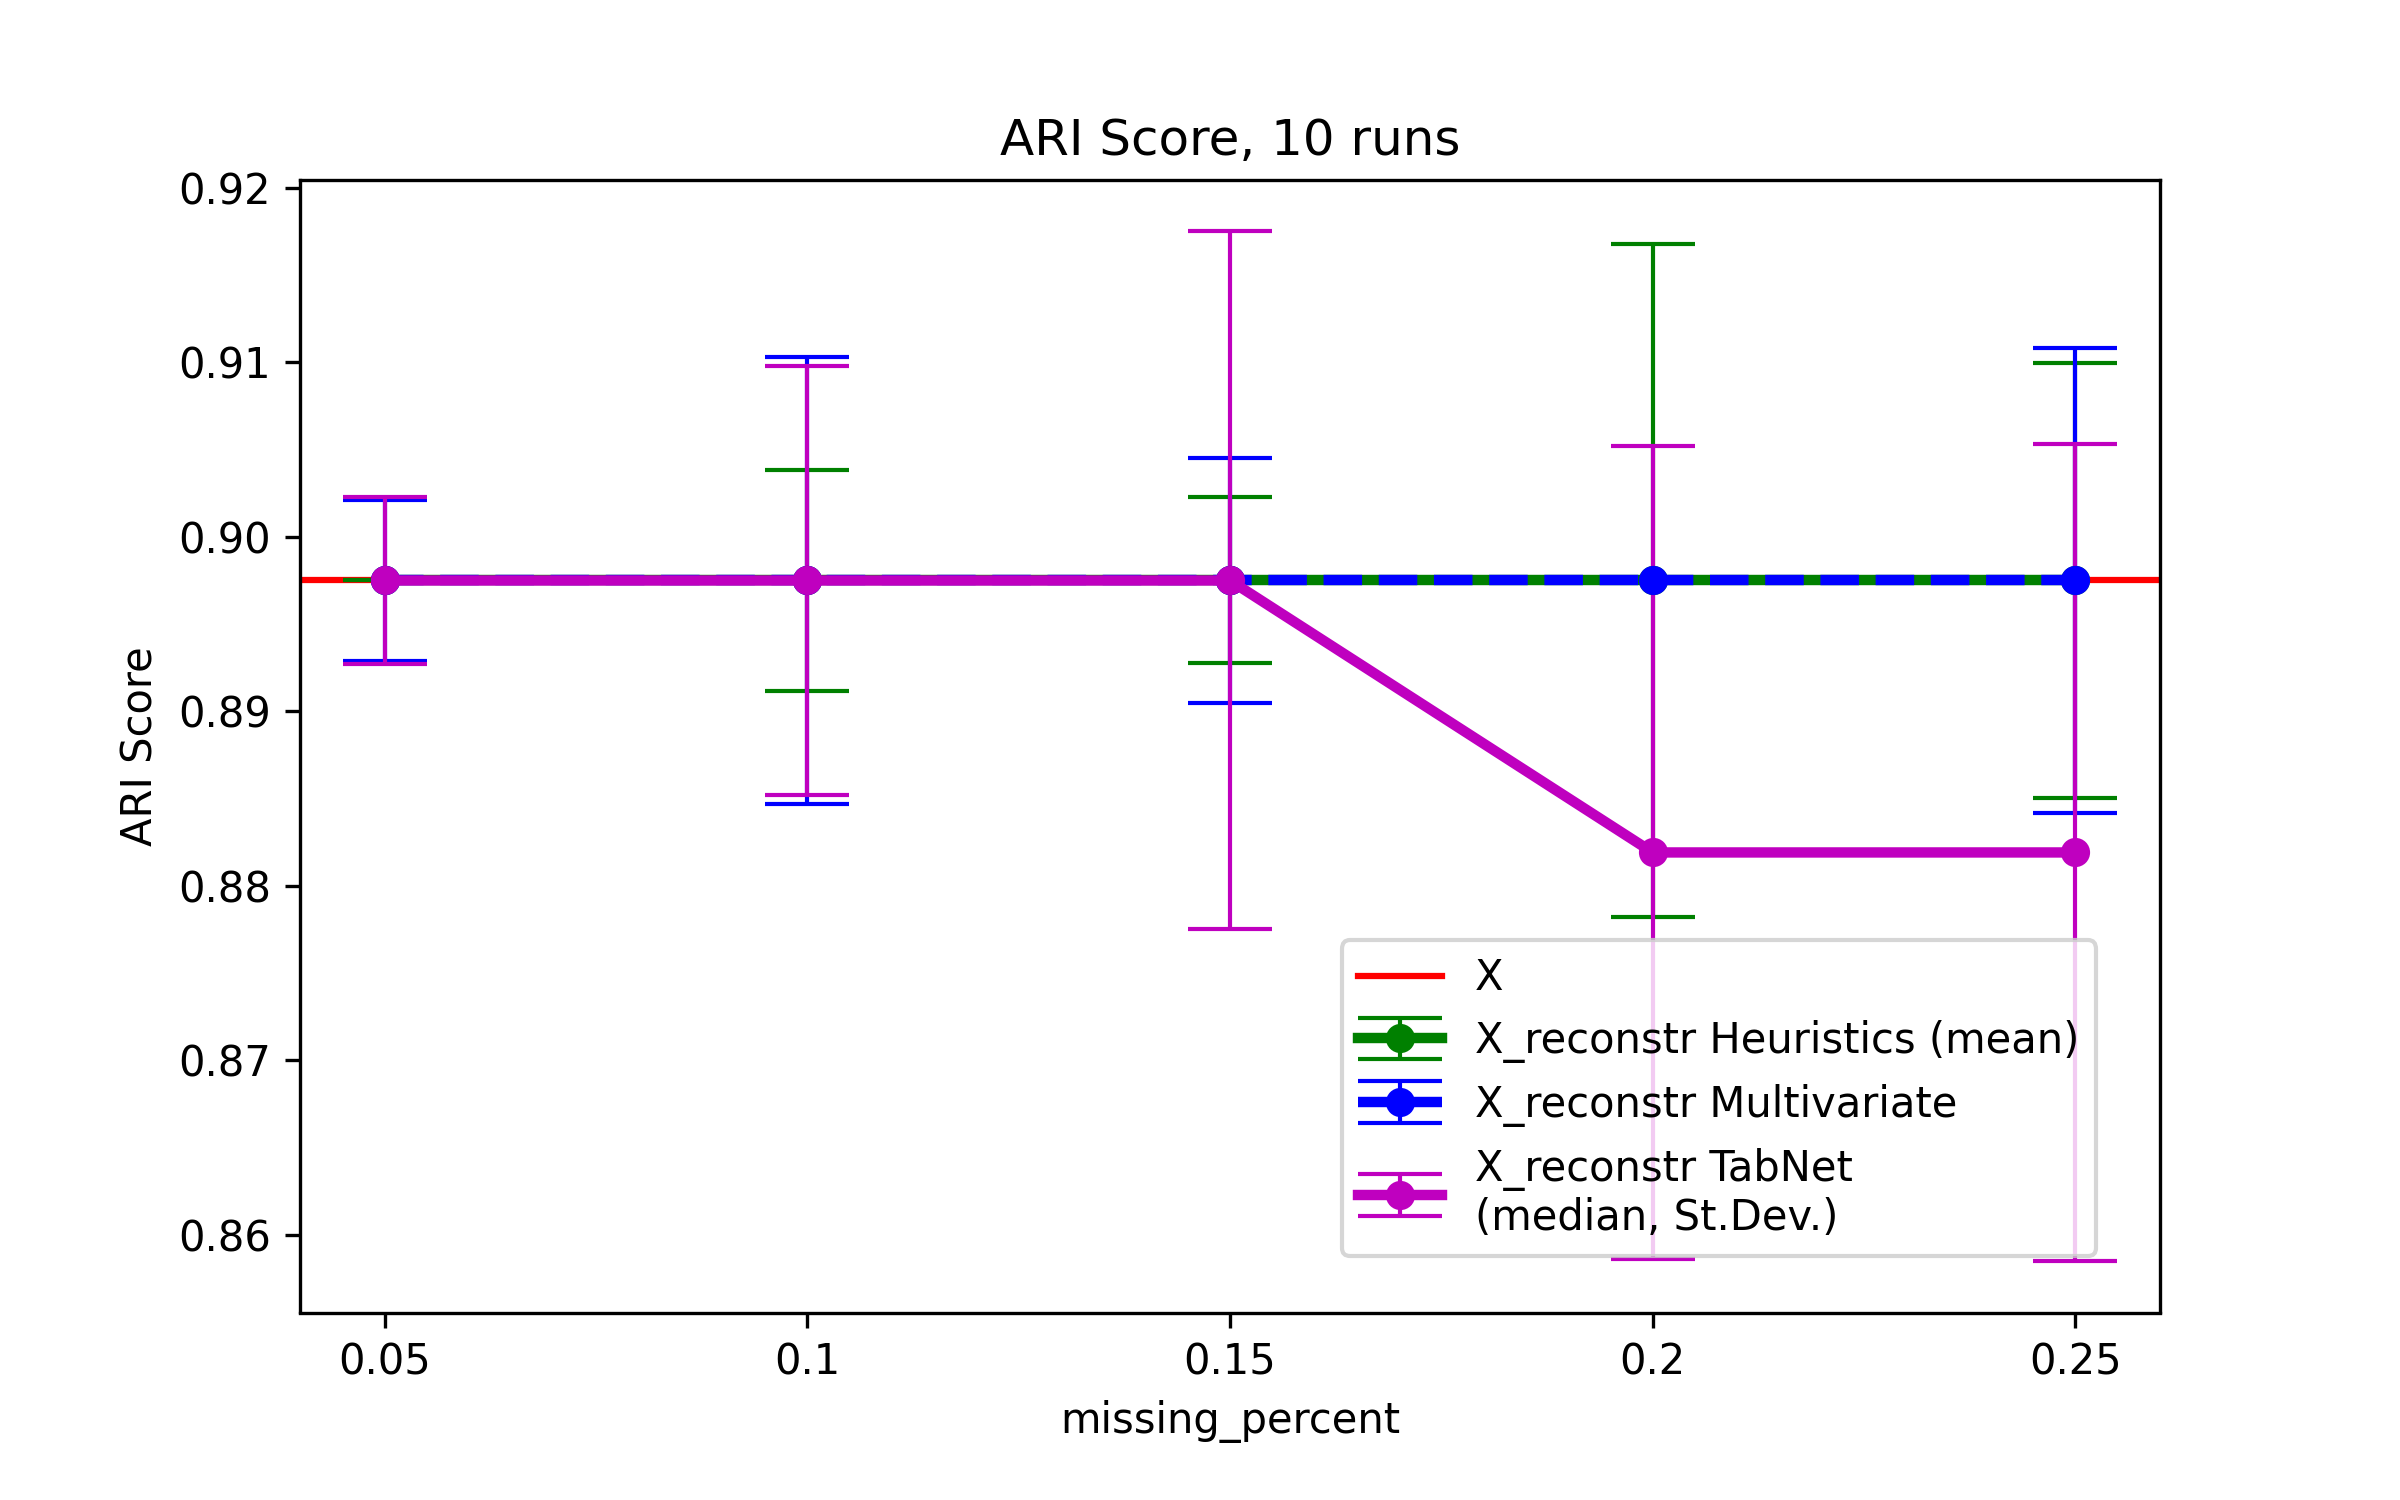 ARI Score, 10 runs
0.92
0.91
0.90
0.89
0.88
0.87
0.86
ARI Score
X
X_reconstr Heuristics (mean)
X_reconstr Multivariate
X_reconstr TabNet
(median, St.Dev.)
0.05 0.1 0.15 0.2 0.25
missing_percent